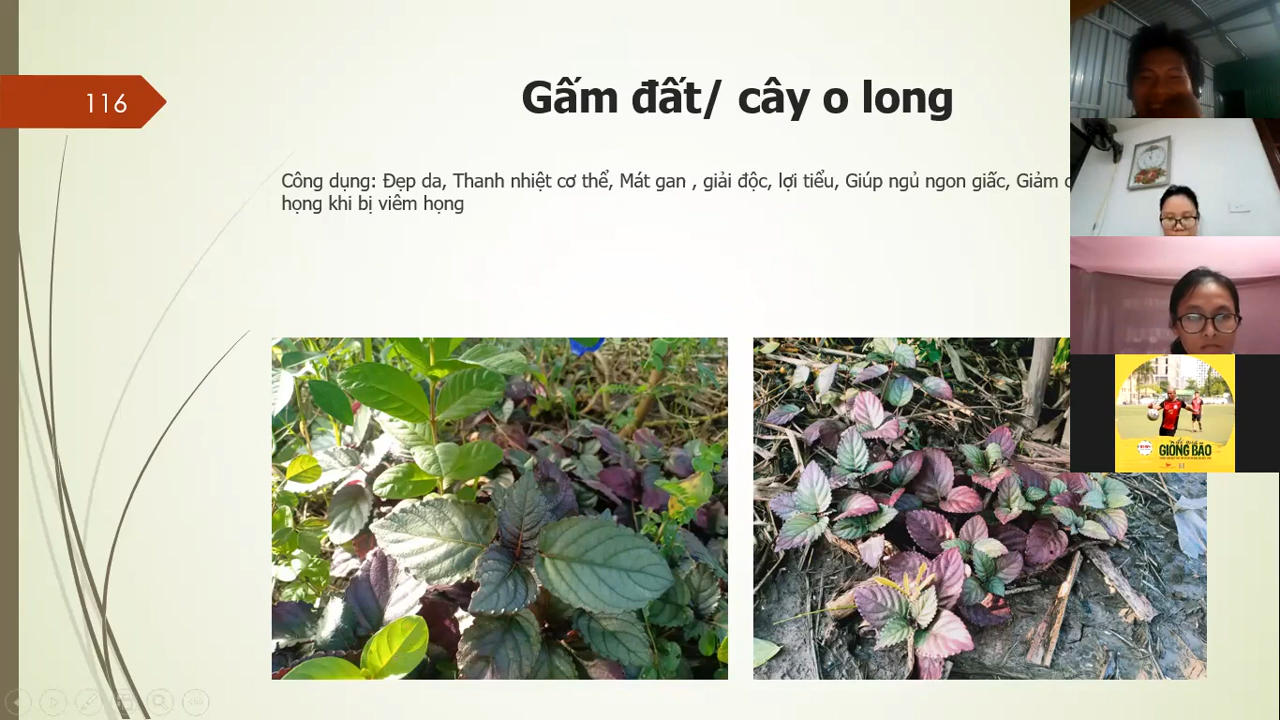 116
Gấm đất/ cây o long
Công dụng: Đẹp da, Thanh nhiệt cơ thể, Mát gan , giải độc, lợi tiểu, Giúp ngủ ngon giấc, Giảm
họng khi bị viêm họng
GIÔNG BÃO